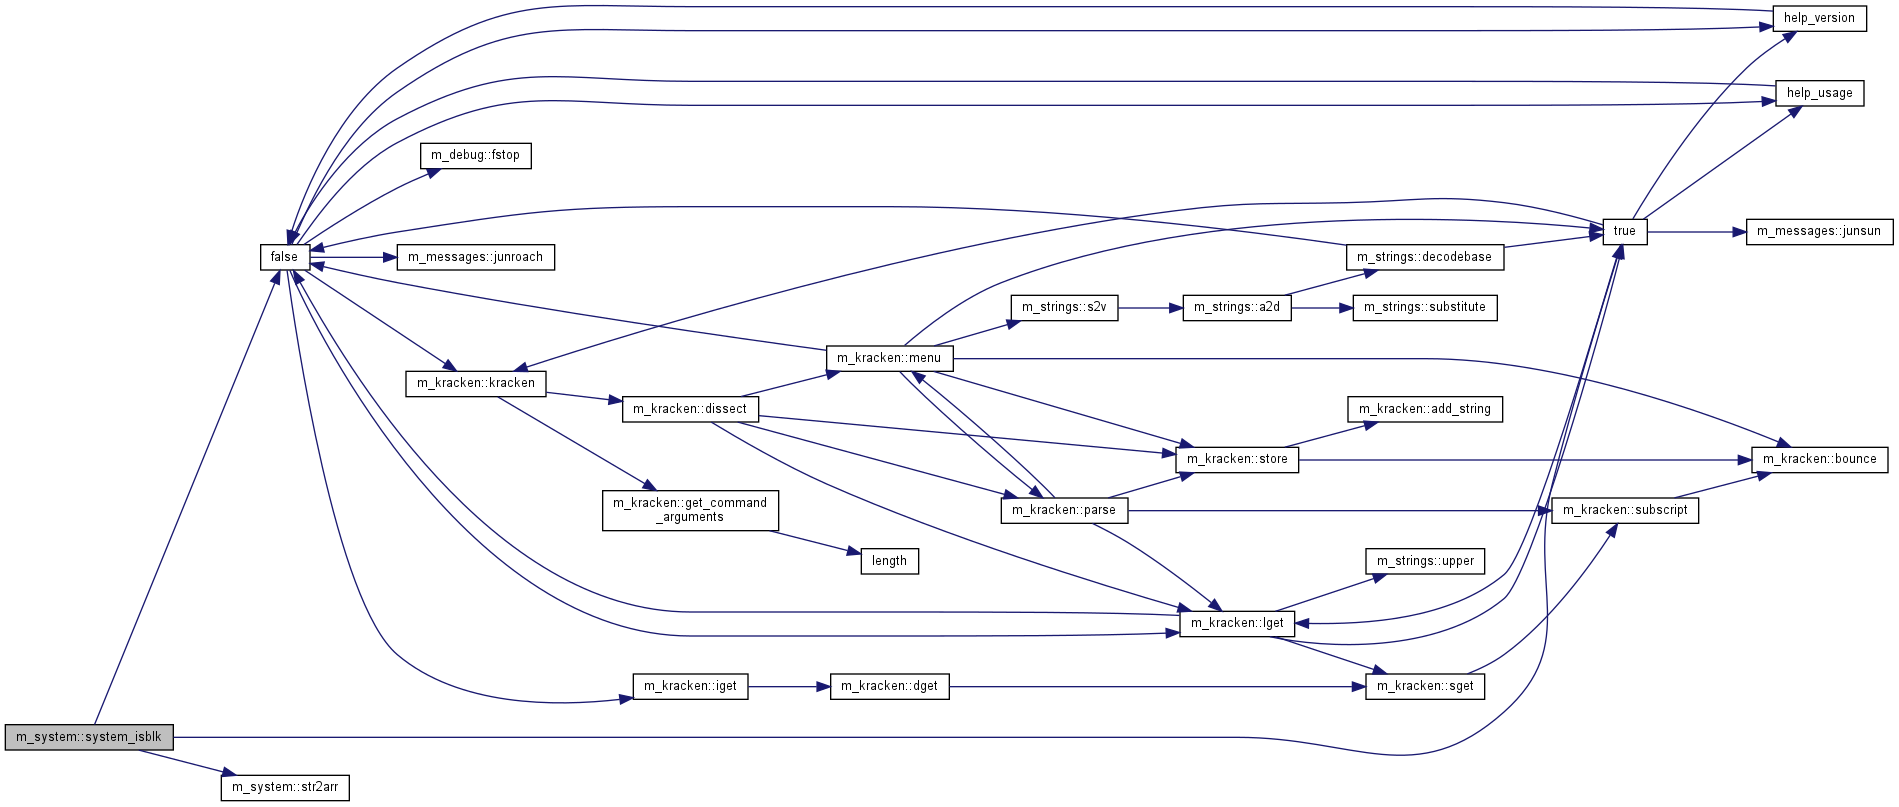 help_version
help_usage
m_debug::fstop
true
m_messages::junsun
false
m_messages::junroach
m_strings::decodebase
m_strings::s2v
m_strings::a2d
m_strings::substitute
m_kracken::menu
m_kracken::kracken
m_kracken::dissect
m_kracken::add_string
m_kracken::store
m_kracken::bounce
m_kracken::get_command
_arguments
m_kracken::parse
m_kracken::subscript
length
m_strings::upper
m_kracken::lget
m_kracken::iget
m_kracken::dget
m_kracken::sget
m_system::system_isblk
m_system::str2arr